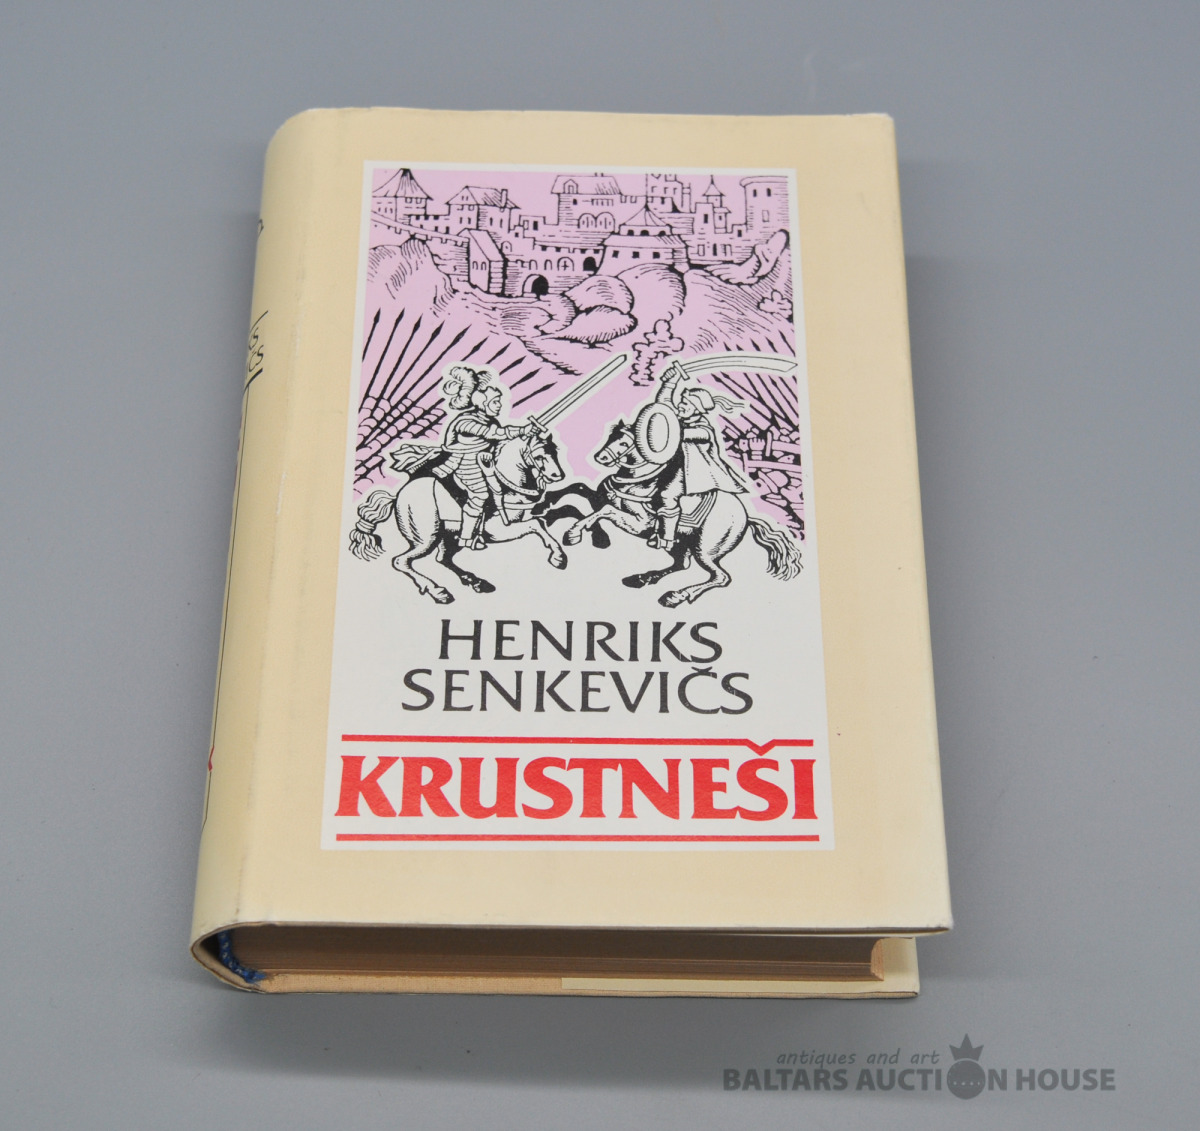 HENRIKS
SENKEVIČS
KRUSTNEŠI
antiques and art
BALTARS AUCTION HOUSE